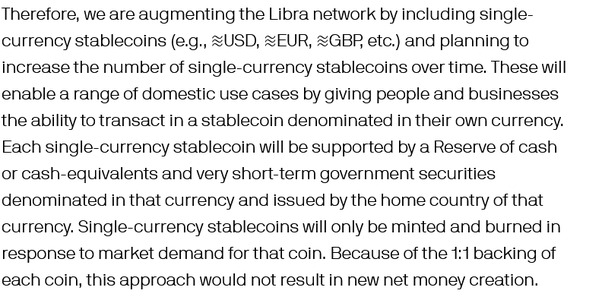 Therefore, we are augmenting the Libra network by including single-
currency stablecoins (e.g., ≋USD, ≋EUR, ≋GBP, etc.) and planning to
increase the number of single-currency stablecoins over time. These will
enable a range of domestic use cases by giving people and businesses
the ability to transact in a stablecoin denominated in their own currency.
Each single-currency stablecoin will be supported by a Reserve of cash
or cash-equivalents and very short-term government securities
denominated in that currency and issued by the home country of that
currency. Single-currency stablecoins will only be minted and burned in
response to market demand for that coin. Because of the 1:1 backing of
each coin, this approach would not result in new net money creation.